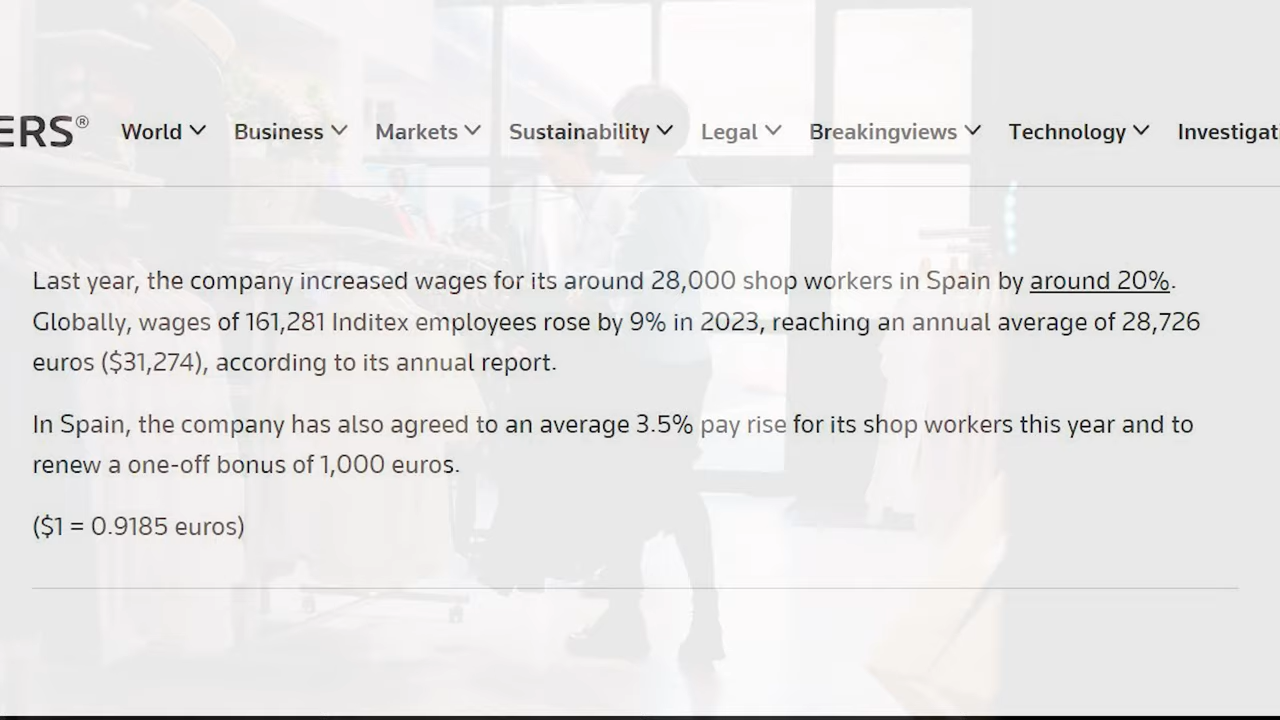 ERS®
World Business Markets Sustainability Legal Breakingviews Technology Investigati
Last year, the company increased wages for its around 28,000 shop workers in Spain by around 20%.
Globally, wages of 161,281 Inditex employees rose by 9% in 2023, reaching an annual average of 28,726
euros ($31,274), according to its annual report.
In Spain, the company has also agreed to an average 3.5% pay rise for its shop workers this year and to
renew a one-off bonus of 1,000 euros.
($1 = 0.9185 euros)